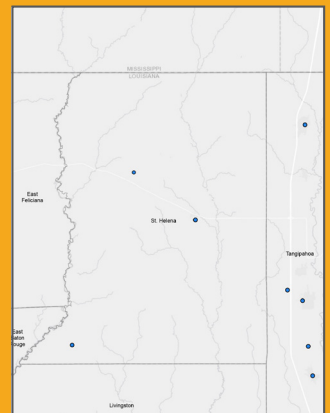 MISSISSIPPI
LOUISIANA
East
Feliciana
St. Helena
Tangipahoa
East
Baton
Rouge
Livingston